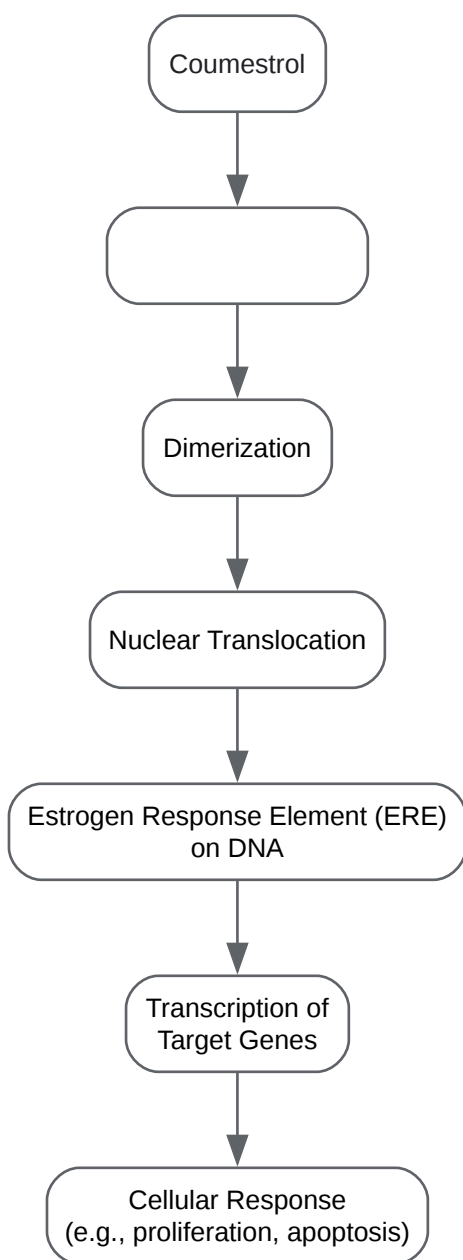 Coumestrol
Dimerization
Nuclear Translocation
Estrogen Response Element (ERE)
on DNA
Transcription of
Target Genes
Cellular Response
(e.g., proliferation, apoptosis)